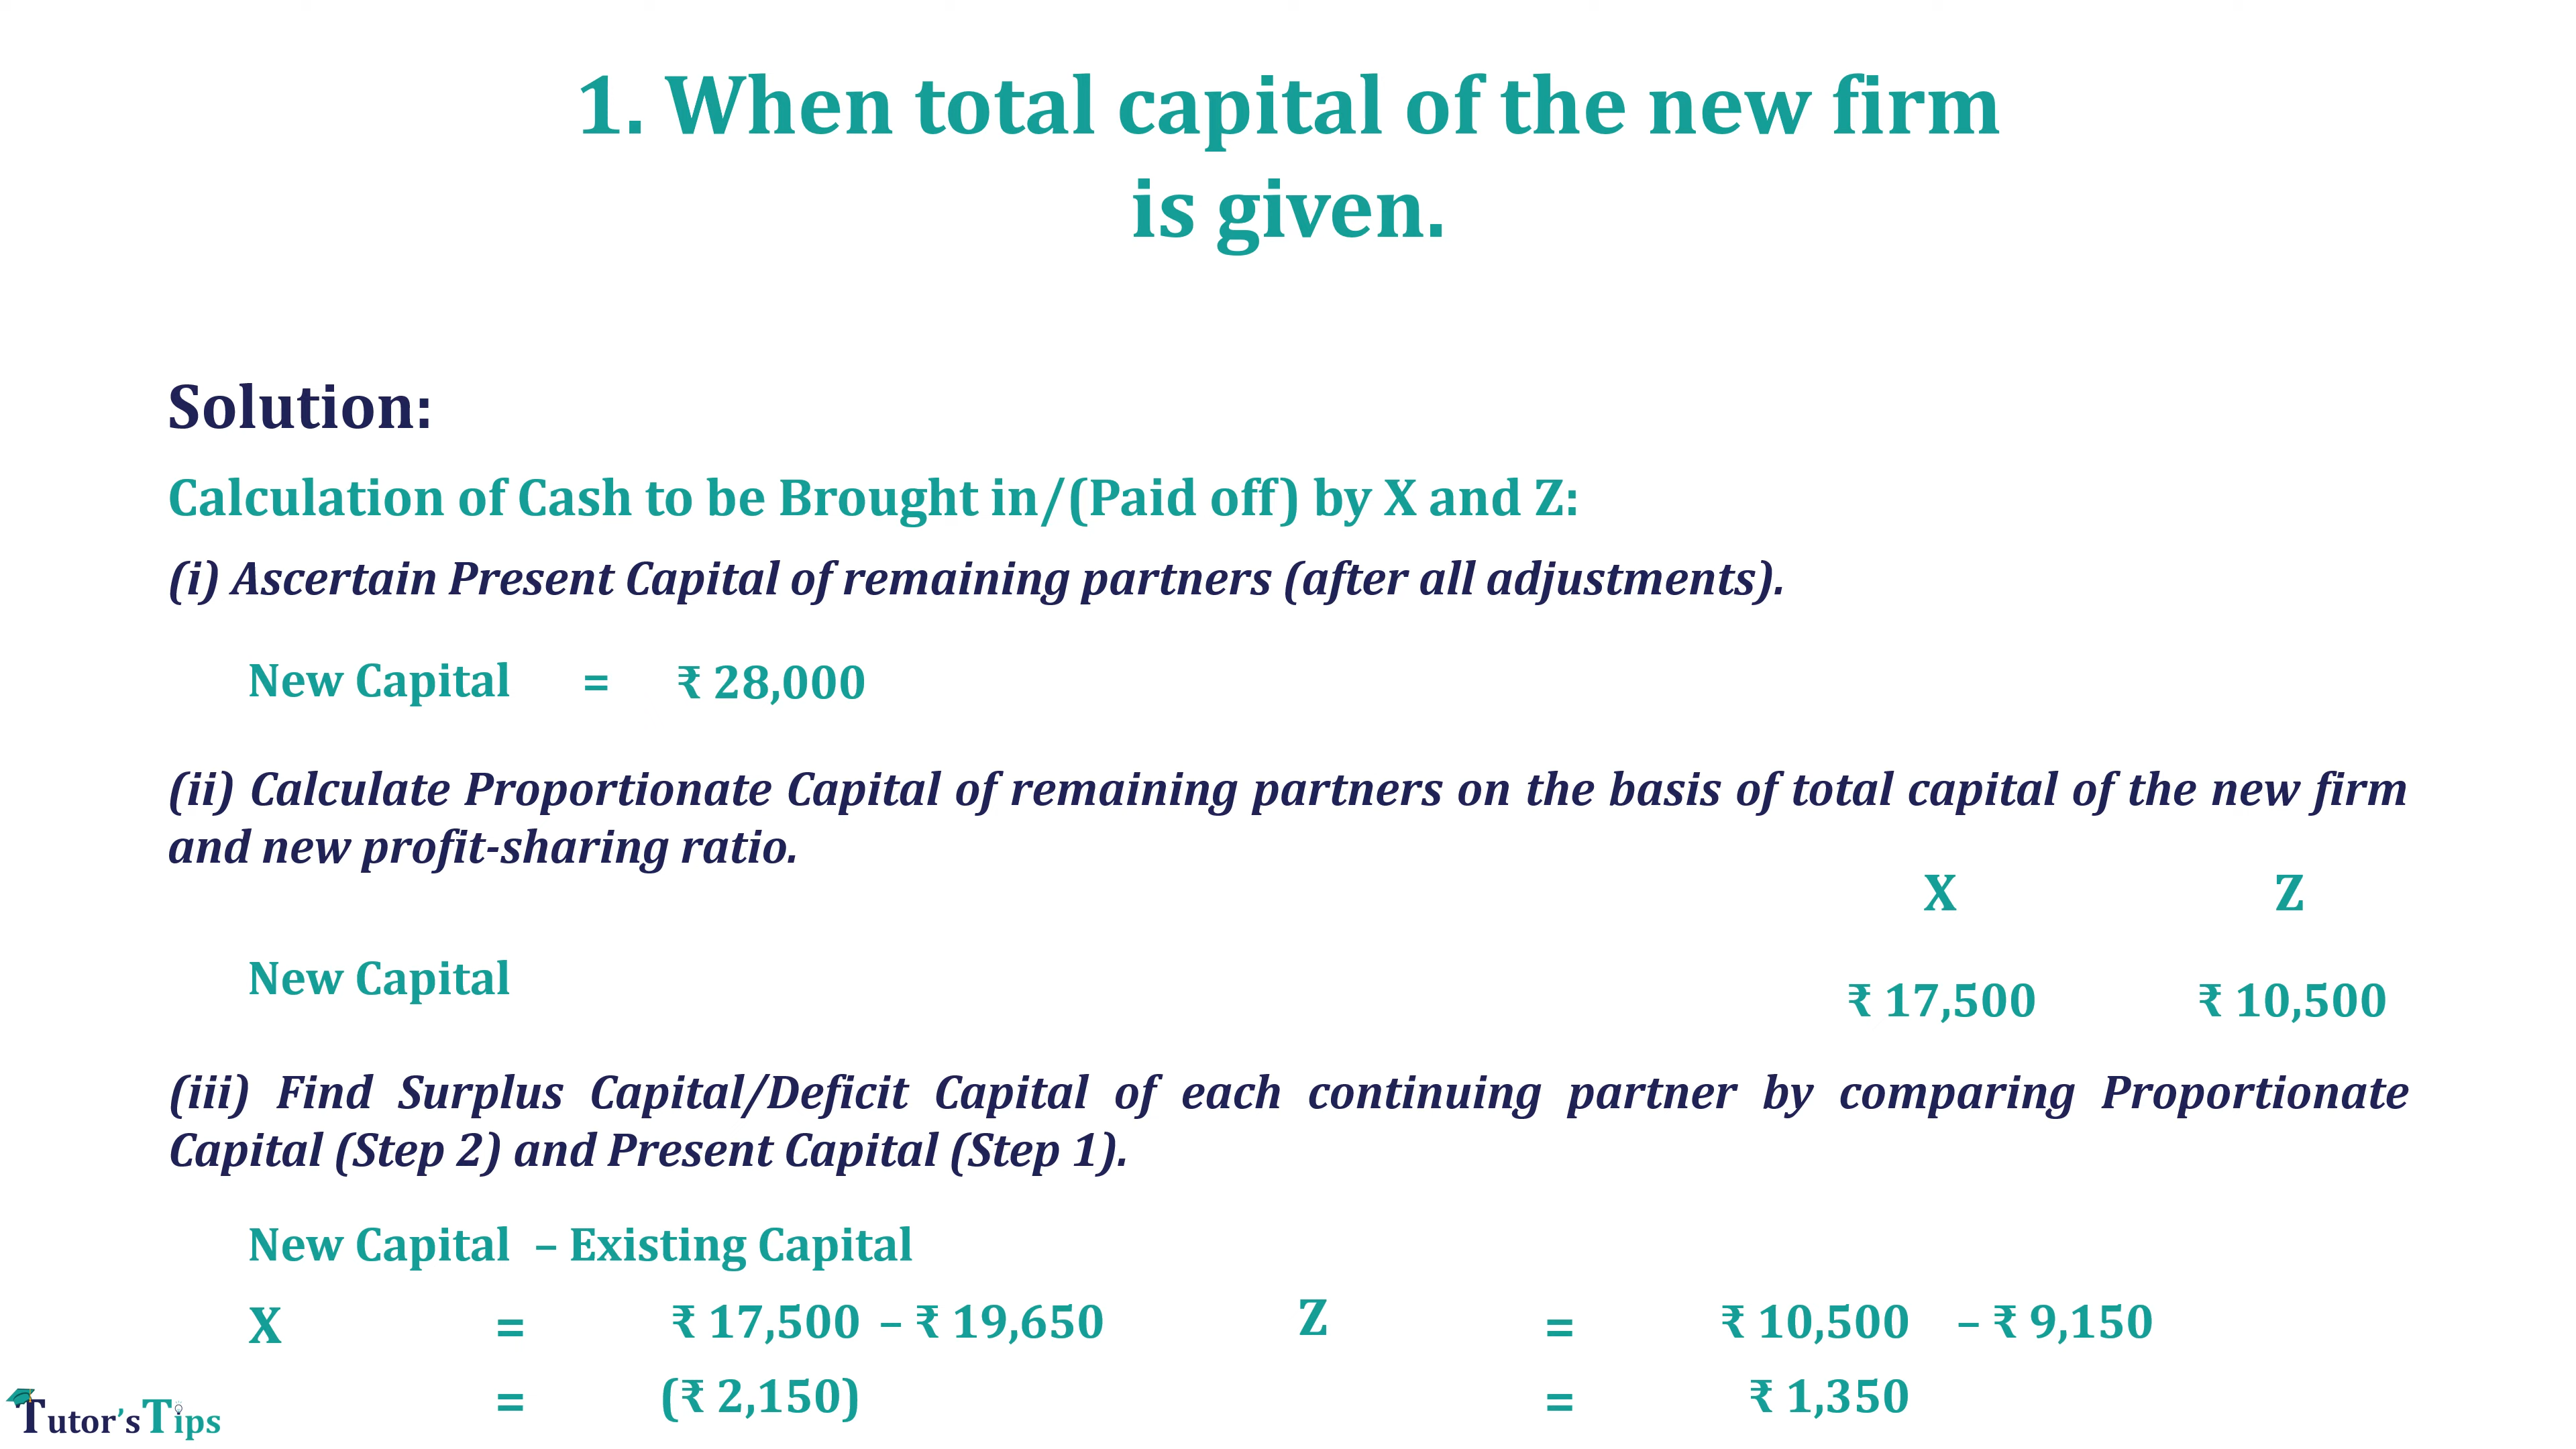 1. When total capital of the new firm
is given.
Solution:
Calculation of Cash to be Brought in/(Paid off) by X and Z:
(i) Ascertain Present Capital of remaining partners (after all adjustments).
New Capital = ₹ 28,000
(ii) Calculate Proportionate Capital of remaining partners on the basis of total capital of the new firm
and new profit-sharing ratio.
X Z
New Capital ₹ 17,500 ₹ 10,500
(iii) Find Surplus Capital/Deficit Capital of each continuing partner by comparing Proportionate
Capital (Step 2) and Present Capital (Step 1).
New Capital – Existing Capital
X = ₹ 17,500 – ₹ 19,650 Z = ₹ 10,500 – ₹ 9,150
= (₹ 2,150) = ₹ 1,350
Tutor's Tips